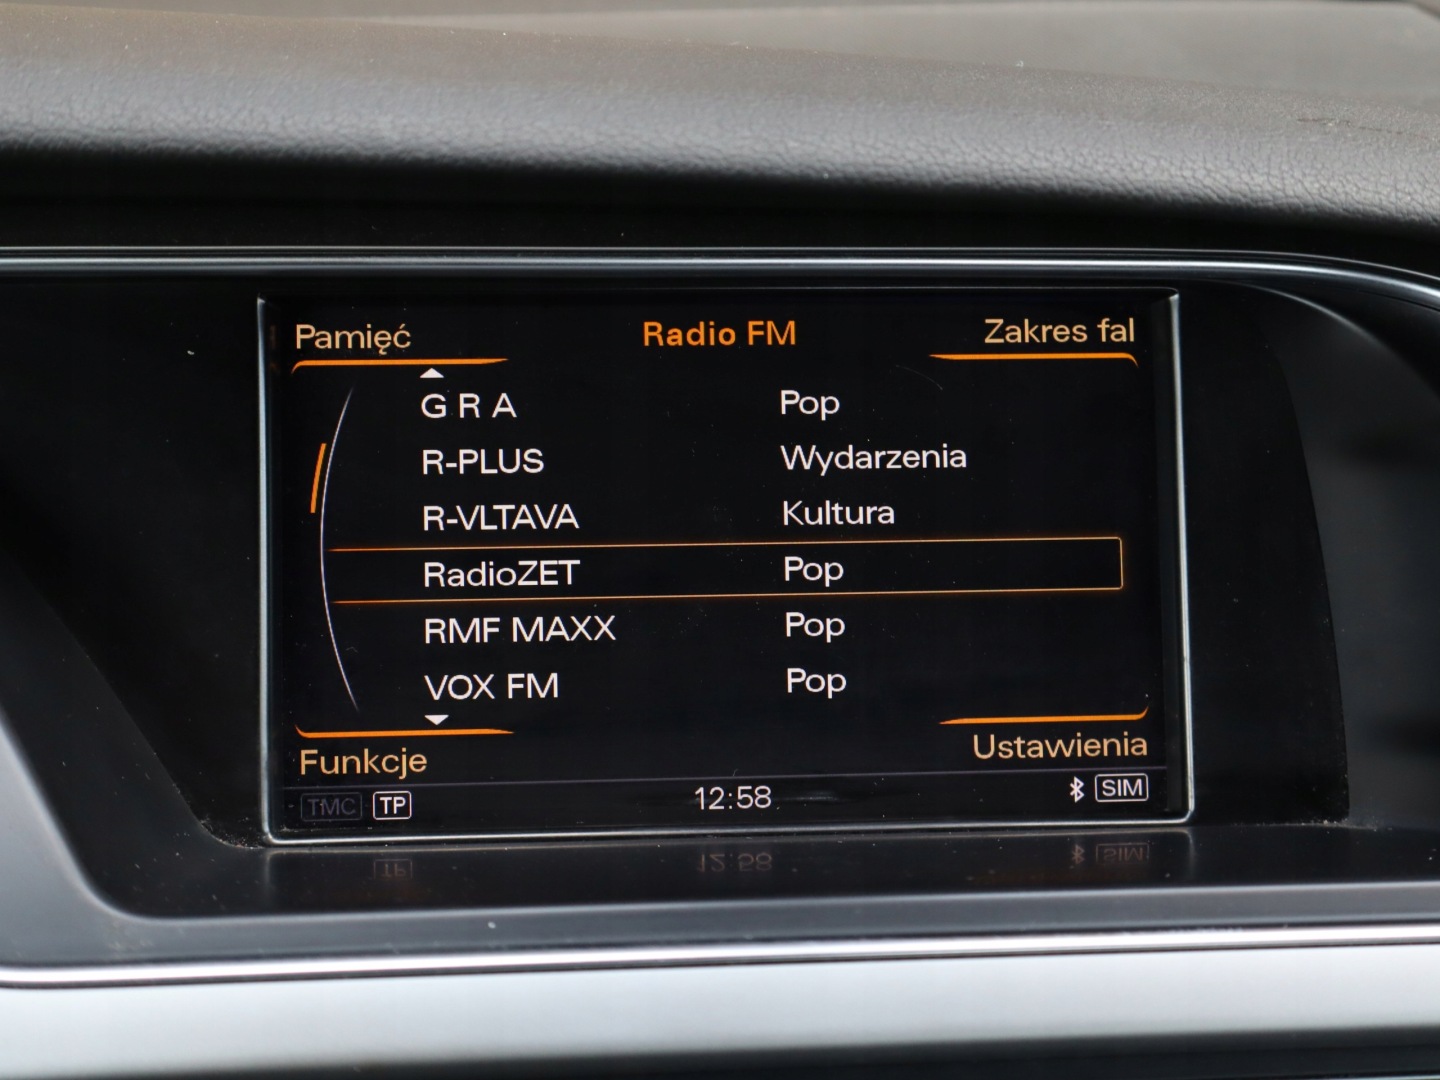 Pamięć Radio FM Zakres fal
G R A Pop
R-PLUS Wydarzenia
R-VLTAVA Kultura
RadioZET Pop
RMF MAXX Pop
VOX FM Pop
Funkcje Ustawienia
TMC TP 12:58 SIM